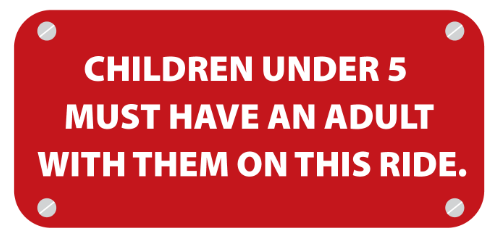 CHILDREN UNDER 5
MUST HAVE AN ADULT
WITH THEM ON THIS RIDE.